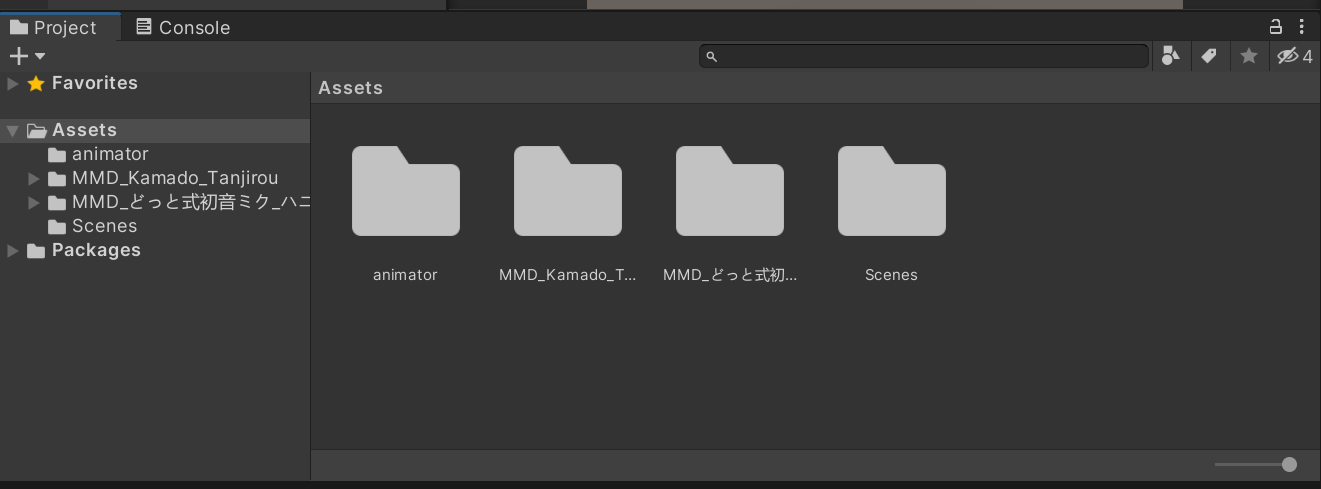 Project
Console
4
Favorites
Assets
animator
MMD_Kamado_Tanjirou
MMD_どっと式初音ミク_ハニ
Scenes
Packages
Assets
animator
MMD_Kamado_T...
MMD_どっと式初...
Scenes